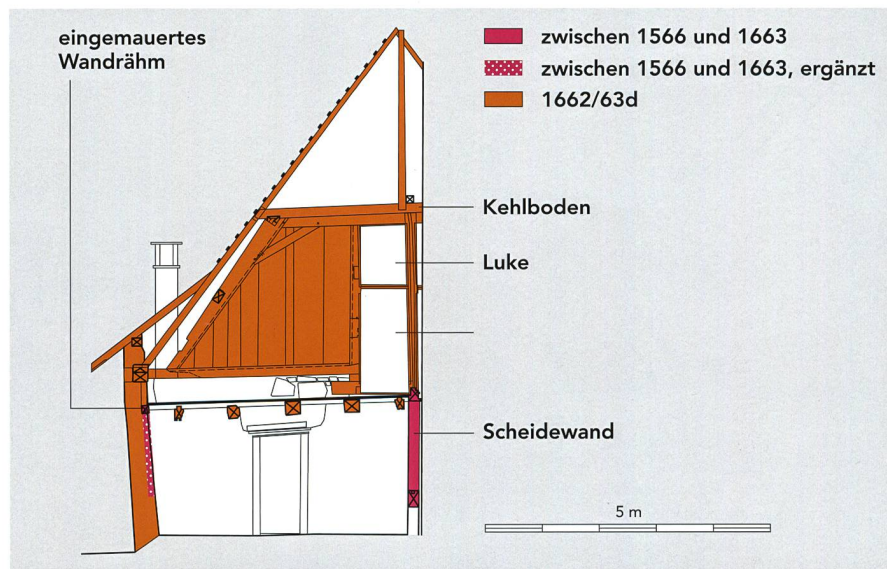 eingemauertes
Wandrähm
zwischen 1566 und 1663
zwischen 1566 und 1663, ergänzt
1662/63d
Kehlboden
Luke
Scheidewand
5 m